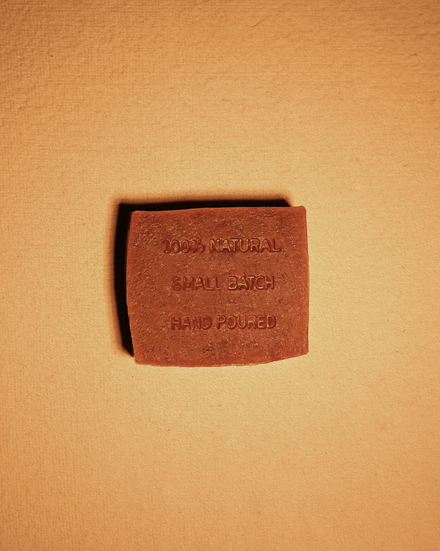 100% NATURAL
SMALL BATCH
HAND POURED